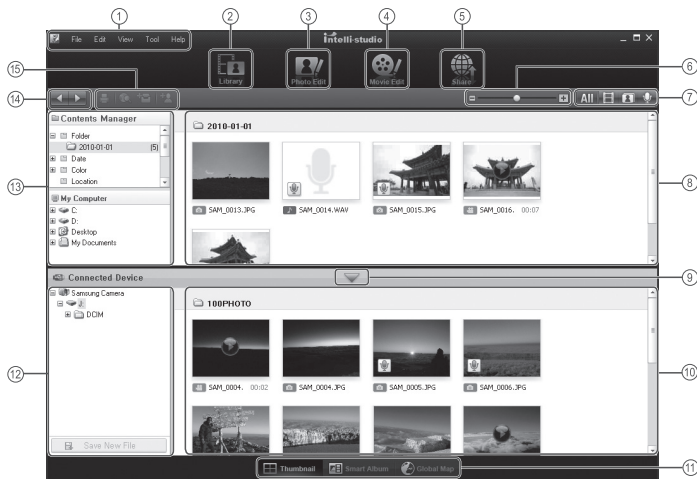 1 2 3 4 5
File Edit View Tool Help
intelli-studio
Library Photo Edit Movie Edit Share
15
6
14
All
7
Contents Manager
2010-01-01
Folder
2010-01-01 (5)
Date
Color
Location
13
8
SAM_0013.JPG SAM_0014.WAV SAM_0015.JPG SAM_0016. 00:07
My Computer
C:
D:
Desktop
My Documents
Connected Device
9
Samsung Camera
J:
DCIM
100PHOTO
12
10
SAM_0004. 00:02 SAM_0004.JPG SAM_0005.JPG SAM_0006.JPG
Save New File
Thumbnail Smart Album Global Map
11